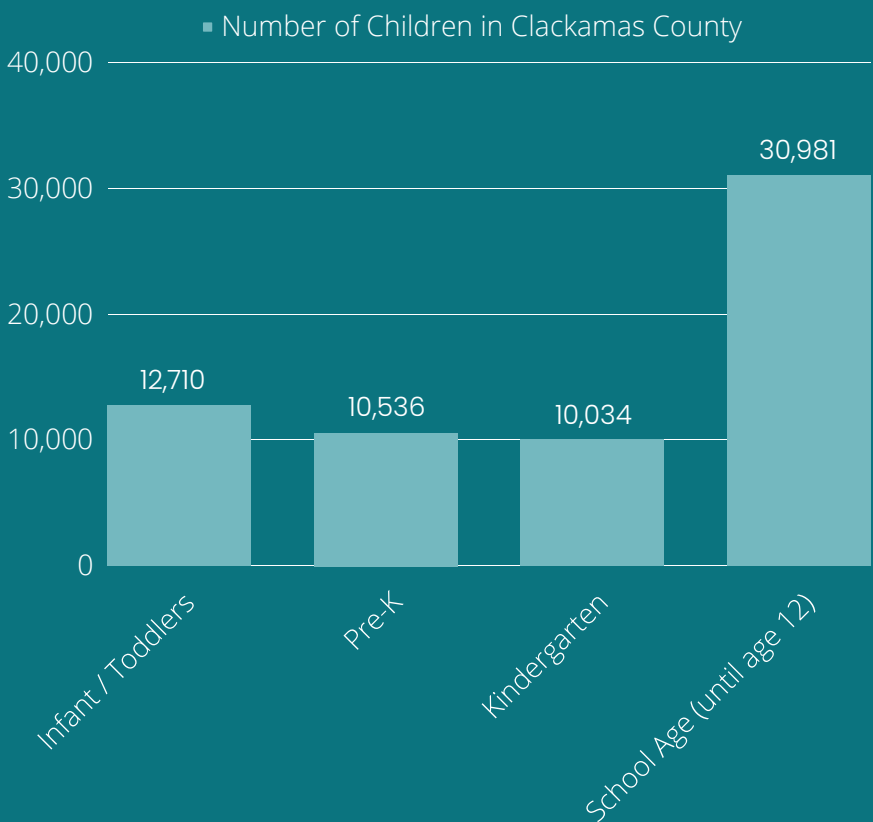 Number of Children in Clackamas County
40,000
30,000
20,000
10,000
0
12,710
10,536
10,034
30,981
Infant / Toddlers
Pre-K
Kindergarten
School Age (until age 12)